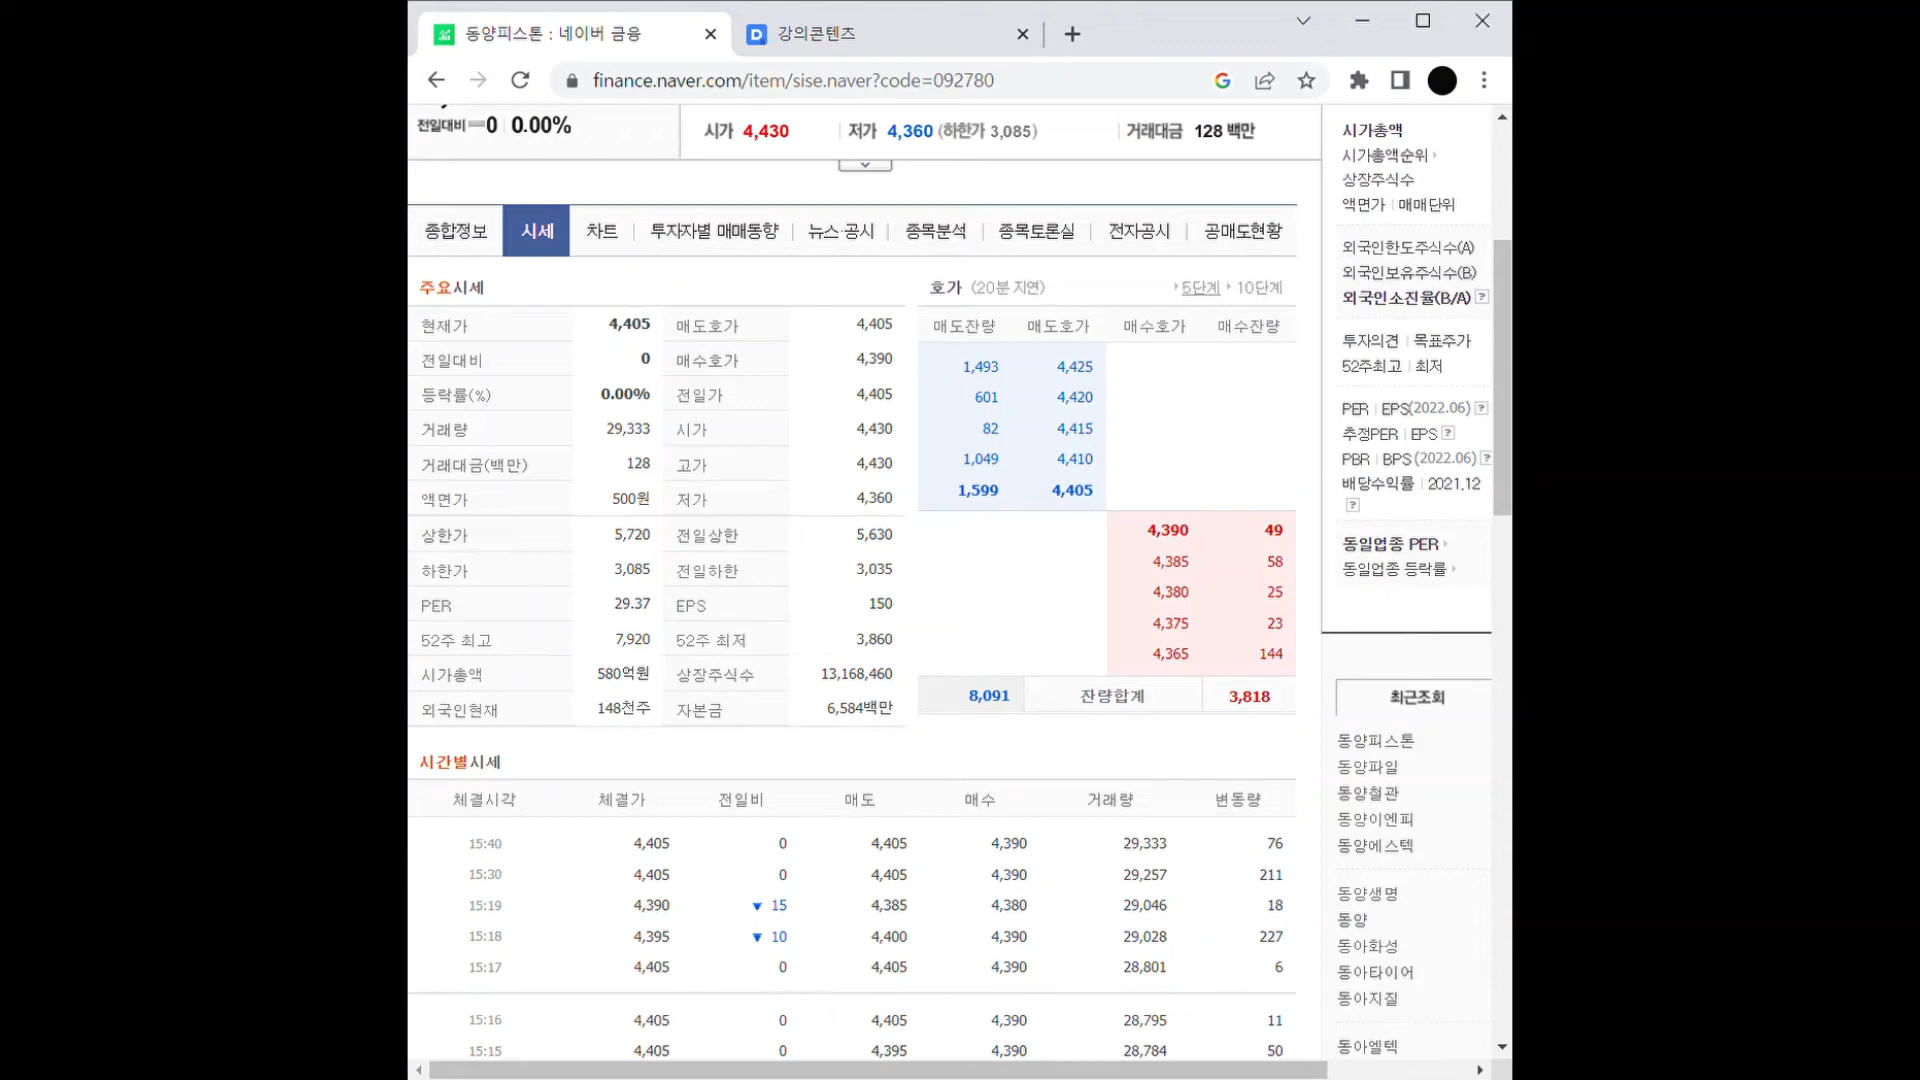 동양피스톤 : 네이버 금융
강의콘텐츠
finance.naver.com/item/sise.naver?code=092780
전일대비 0 0.00%
시가 4,430 저가 4,360 (하한가 3,085) 거래대금 128 백만
종합정보 시세 차트 투자자별 매매동향 뉴스·공시 종목분석 종목토론실 전자공시 공매도현황
주요시세
현재가 4,405 매도호가 4,405
전일대비 0 매수호가 4,390
등락률(%) 0.00% 전일가 4,405
거래량 29,333 시가 4,430
거래대금(백만) 128 고가 4,430
액면가 500원 저가 4,360
상한가 5,720 전일상한 5,630
하한가 3,085 전일하한 3,035
PER 29.37 EPS 150
52주 최고 7,920 52주 최저 3,860
시가총액 580억원 상장주식수 13,168,460
외국인현재 148천주 자본금 6,584백만
호가 (20분 지연) 5단계 10단계
매도잔량 매도호가 매수호가 매수잔량
1,493 4,425
601 4,420
82 4,415
1,049 4,410
1,599 4,405
4,390 49
4,385 58
4,380 25
4,375 23
4,365 144
8,091 잔량합계 3,818
시간별시세
체결시각 체결가 전일비 매도 매수 거래량 변동량
15:40 4,405 0 4,405 4,390 29,333 76
15:30 4,405 0 4,405 4,390 29,257 211
15:19 4,390 ▼ 15 4,385 4,380 29,046 18
15:18 4,395 ▼ 10 4,400 4,390 29,028 227
15:17 4,405 0 4,405 4,390 28,801 6
15:16 4,405 0 4,405 4,390 28,795 11
15:15 4,405 0 4,395 4,390 28,784 50
시가총액
시가총액순위
상장주식수
액면가 | 매매단위
외국인한도주식수(A)
외국인보유주식수(B)
외국인소진율(B/A) ?
투자의견 | 목표주가
52주최고 | 최저
PER | EPS(2022.06) ?
추정PER | EPS ?
PBR | BPS(2022.06) ?
배당수익률 | 2021.12
?
동일업종 PER
동일업종 등락률
최근조회
동양피스톤
동양파일
동양철관
동양이엔피
동양에스텍
동양생명
동양
동아화성
동아타이어
동아지질
동아엘텍